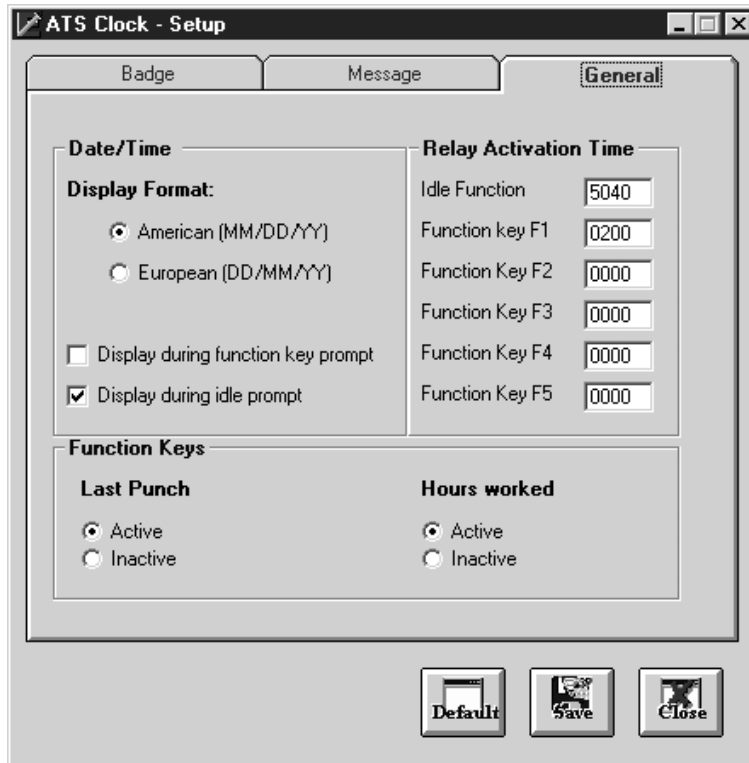 ATS Clock - Setup
Badge
Message
General
Date/Time
Display Format:
American (MM/DD/YY)
European (DD/MM/YY)
Display during function key prompt
Display during idle prompt
Relay Activation Time
Idle Function 5040
Function key F1 0200
Function Key F2 0000
Function Key F3 0000
Function Key F4 0000
Function Key F5 0000
Function Keys
Last Punch
Active
Inactive
Hours worked
Active
Inactive
Default
Save
Close